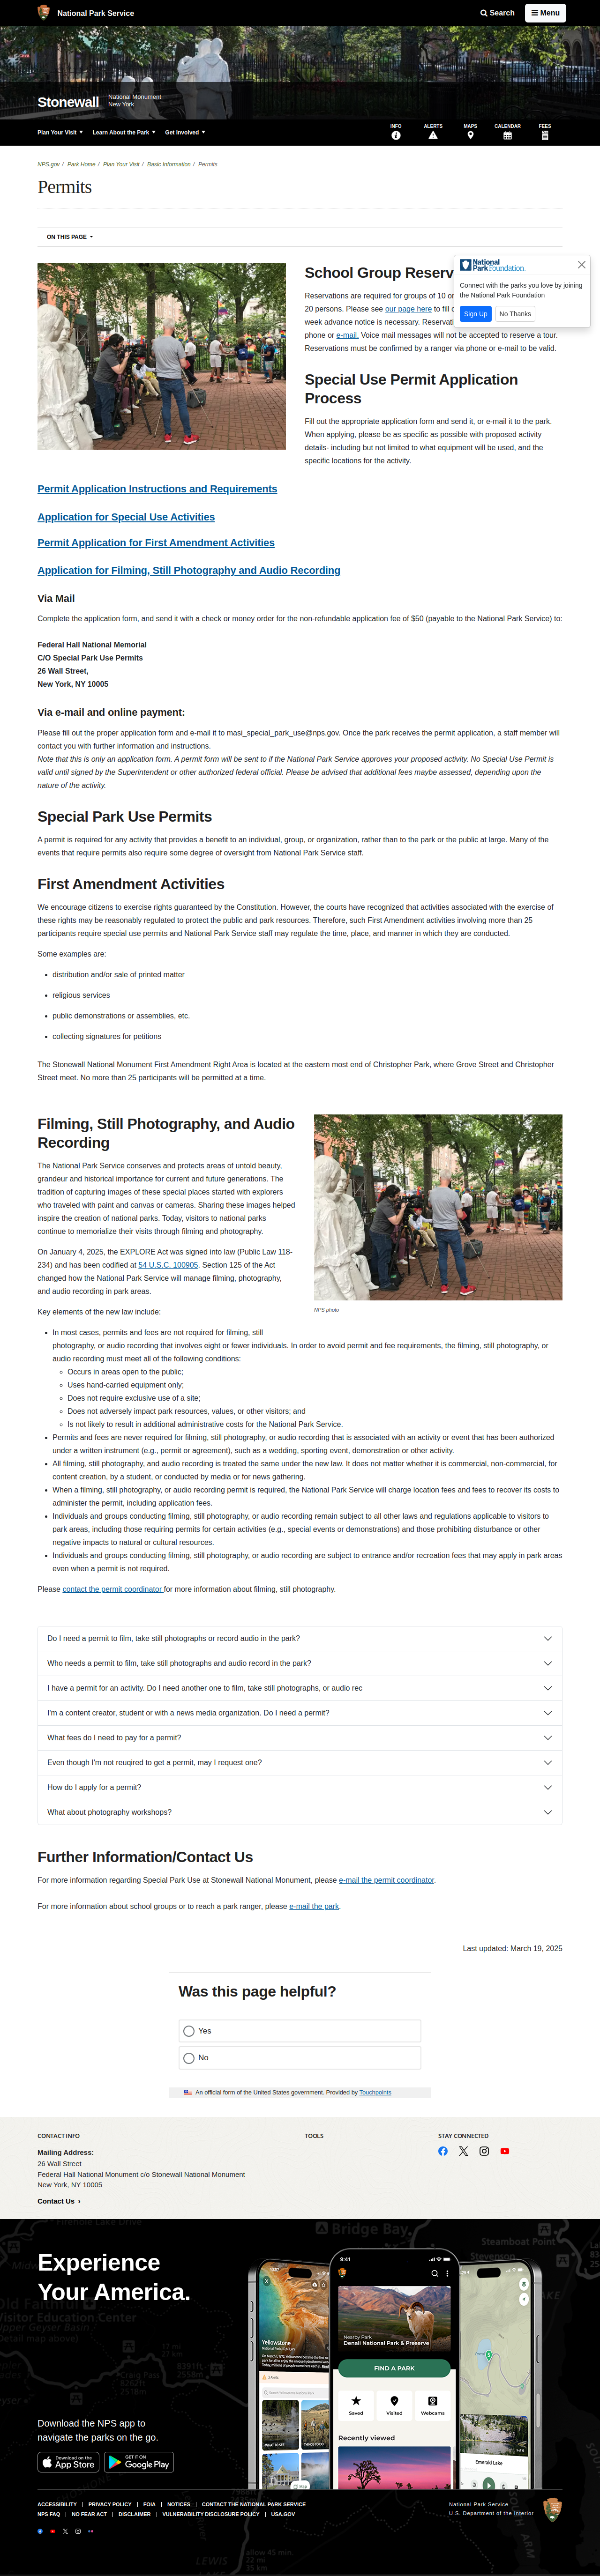 National Park Service
Search
Menu
Stonewall
National Monument
New York
Plan Your Visit
Learn About the Park
Get Involved
INFO
ALERTS
MAPS
CALENDAR
FEES
NPS.gov / Park Home / Plan Your Visit / Basic Information / Permits
Permits
ON THIS PAGE
National
Park Foundation
Connect with the parks you love by joining
the National Park Foundation
Sign Up
No Thanks
School Group Reserv
Reservations are required for groups of 10 or
20 persons. Please see our page here to fill
week advance notice is necessary. Reservati
phone or e-mail. Voice mail messages will not be accepted to reserve a tour.
Reservations must be confirmed by a ranger via phone or e-mail to be valid.
Special Use Permit Application
Process
Fill out the appropriate application form and send it, or e-mail it to the park.
When applying, please be as specific as possible with proposed activity
details- including but not limited to what equipment will be used, and the
specific locations for the activity.
Permit Application Instructions and Requirements
Application for Special Use Activities
Permit Application for First Amendment Activities
Application for Filming, Still Photography and Audio Recording
Via Mail
Complete the application form, and send it with a check or money order for the non-refundable application fee of $50 (payable to the National Park Service) to:
Federal Hall National Memorial
C/O Special Park Use Permits
26 Wall Street,
New York, NY 10005
Via e-mail and online payment:
Please fill out the proper application form and e-mail it to masi_special_park_use@nps.gov. Once the park receives the permit application, a staff member will
contact you with further information and instructions.
Note that this is only an application form. A permit form will be sent to if the National Park Service approves your proposed activity. No Special Use Permit is
valid until signed by the Superintendent or other authorized federal official. Please be advised that additional fees maybe assessed, depending upon the
nature of the activity.
Special Park Use Permits
A permit is required for any activity that provides a benefit to an individual, group, or organization, rather than to the park or the public at large. Many of the
events that require permits also require some degree of oversight from National Park Service staff.
First Amendment Activities
We encourage citizens to exercise rights guaranteed by the Constitution. However, the courts have recognized that activities associated with the exercise of
these rights may be reasonably regulated to protect the public and park resources. Therefore, such First Amendment activities involving more than 25
participants require special use permits and National Park Service staff may regulate the time, place, and manner in which they are conducted.
Some examples are:
distribution and/or sale of printed matter
religious services
public demonstrations or assemblies, etc.
collecting signatures for petitions
The Stonewall National Monument First Amendment Right Area is located at the eastern most end of Christopher Park, where Grove Street and Christopher
Street meet. No more than 25 participants will be permitted at a time.
Filming, Still Photography, and Audio
Recording
The National Park Service conserves and protects areas of untold beauty,
grandeur and historical importance for current and future generations. The
tradition of capturing images of these special places started with explorers
who traveled with paint and canvas or cameras. Sharing these images helped
inspire the creation of national parks. Today, visitors to national parks
continue to memorialize their visits through filming and photography.
On January 4, 2025, the EXPLORE Act was signed into law (Public Law 118-
234) and has been codified at 54 U.S.C. 100905. Section 125 of the Act
changed how the National Park Service will manage filming, photography,
and audio recording in park areas.
NPS photo
Key elements of the new law include:
In most cases, permits and fees are not required for filming, still
photography, or audio recording that involves eight or fewer individuals. In order to avoid permit and fee requirements, the filming, still photography, or
audio recording must meet all of the following conditions:
Occurs in areas open to the public;
Uses hand-carried equipment only;
Does not require exclusive use of a site;
Does not adversely impact park resources, values, or other visitors; and
Is not likely to result in additional administrative costs for the National Park Service.
Permits and fees are never required for filming, still photography, or audio recording that is associated with an activity or event that has been authorized
under a written instrument (e.g., permit or agreement), such as a wedding, sporting event, demonstration or other activity.
All filming, still photography, and audio recording is treated the same under the new law. It does not matter whether it is commercial, non-commercial, for
content creation, by a student, or conducted by media or for news gathering.
When a filming, still photography, or audio recording permit is required, the National Park Service will charge location fees and fees to recover its costs to
administer the permit, including application fees.
Individuals and groups conducting filming, still photography, or audio recording remain subject to all other laws and regulations applicable to visitors to
park areas, including those requiring permits for certain activities (e.g., special events or demonstrations) and those prohibiting disturbance or other
negative impacts to natural or cultural resources.
Individuals and groups conducting filming, still photography, or audio recording are subject to entrance and/or recreation fees that may apply in park areas
even when a permit is not required.
Please contact the permit coordinator for more information about filming, still photography.
Do I need a permit to film, take still photographs or record audio in the park?
Who needs a permit to film, take still photographs and audio record in the park?
I have a permit for an activity. Do I need another one to film, take still photographs, or audio rec
I'm a content creator, student or with a news media organization. Do I need a permit?
What fees do I need to pay for a permit?
Even though I'm not reuqired to get a permit, may I request one?
How do I apply for a permit?
What about photography workshops?
Further Information/Contact Us
For more information regarding Special Park Use at Stonewall National Monument, please e-mail the permit coordinator.
For more information about school groups or to reach a park ranger, please e-mail the park.
Last updated: March 19, 2025
Was this page helpful?
Yes
No
An official form of the United States government. Provided by Touchpoints
CONTACT INFO
TOOLS
STAY CONNECTED
Mailing Address:
26 Wall Street
Federal Hall National Monument c/o Stonewall National Monument
New York, NY 10005
Contact Us
Experience
Your America.
Bridge Bay
Steamboat Point
9:41
Yellowstone
Nearby Park
Denali National Park & Preserve
FIND A PARK
Saved
Visited
Webcams
Recently viewed
Emerald Lake
Download the NPS app to
navigate the parks on the go.
Download on the
App Store
GET IT ON
Google Play
ACCESSIBILITY
PRIVACY POLICY
FOIA
NOTICES
CONTACT THE NATIONAL PARK SERVICE
NPS FAQ
NO FEAR ACT
DISCLAIMER
VULNERABILITY DISCLOSURE POLICY
USA.GOV
National Park Service
U.S. Department of the Interior